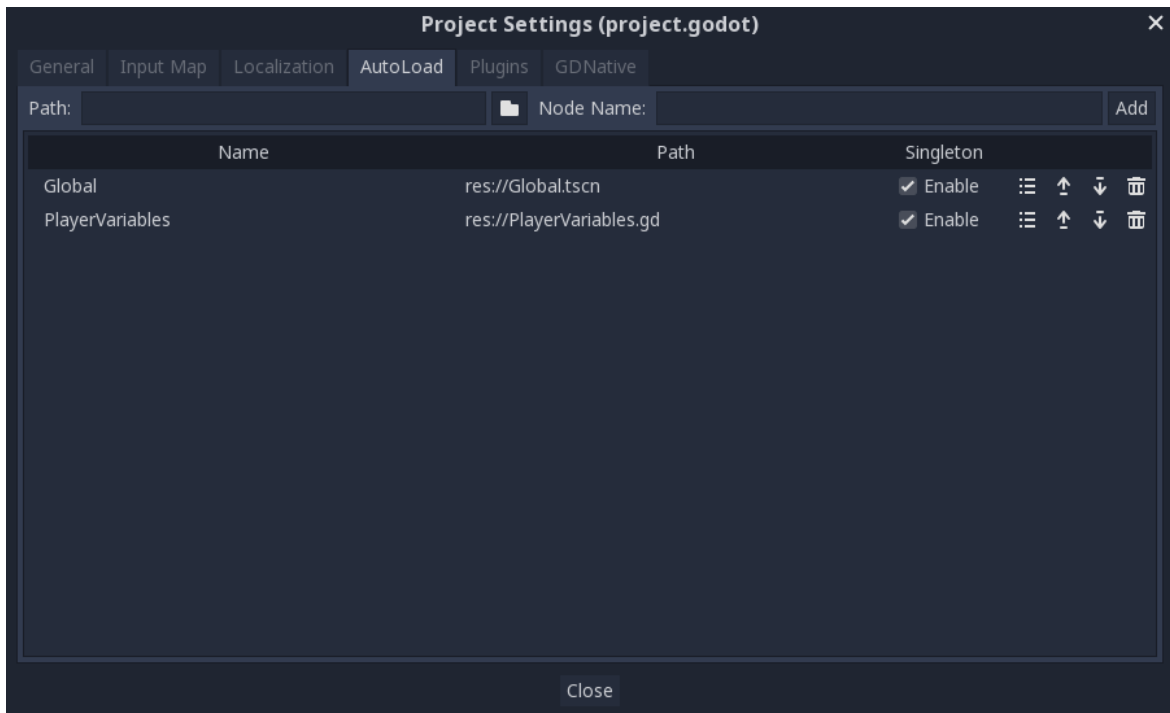 Project Settings (project.godot)
General Input Map Localization AutoLoad Plugins GDNative
Path: Node Name: Add
Name Path Singleton
Global res://Global.tscn Enable
PlayerVariables res://PlayerVariables.gd Enable
Close